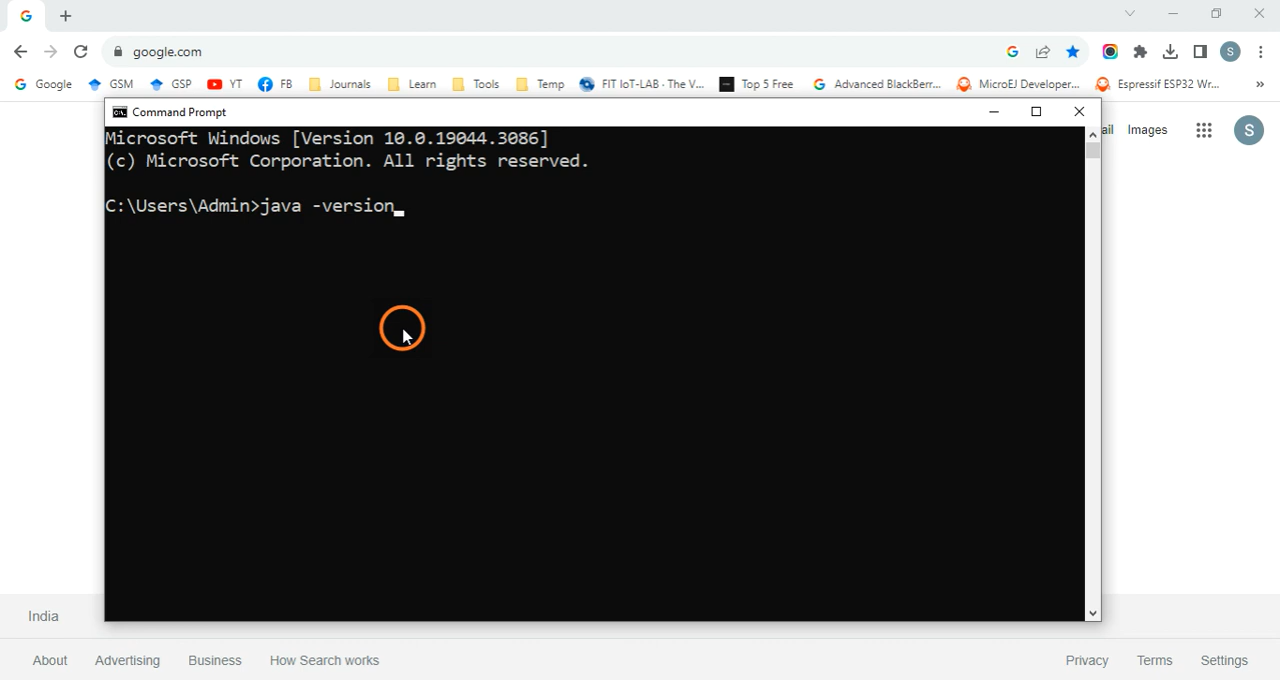 google.com
Google GSM GSP YT FB Journals Learn Tools Temp FIT IoT-LAB - The V... Top 5 Free Advanced BlackBerr... MicroEJ Developer... Espressif ESP32 Wr... »
Command Prompt
ail Images S
Microsoft Windows [Version 10.0.19044.3086]
(c) Microsoft Corporation. All rights reserved.
C:\Users\Admin>java -version_
India
About Advertising Business How Search works Privacy Terms Settings